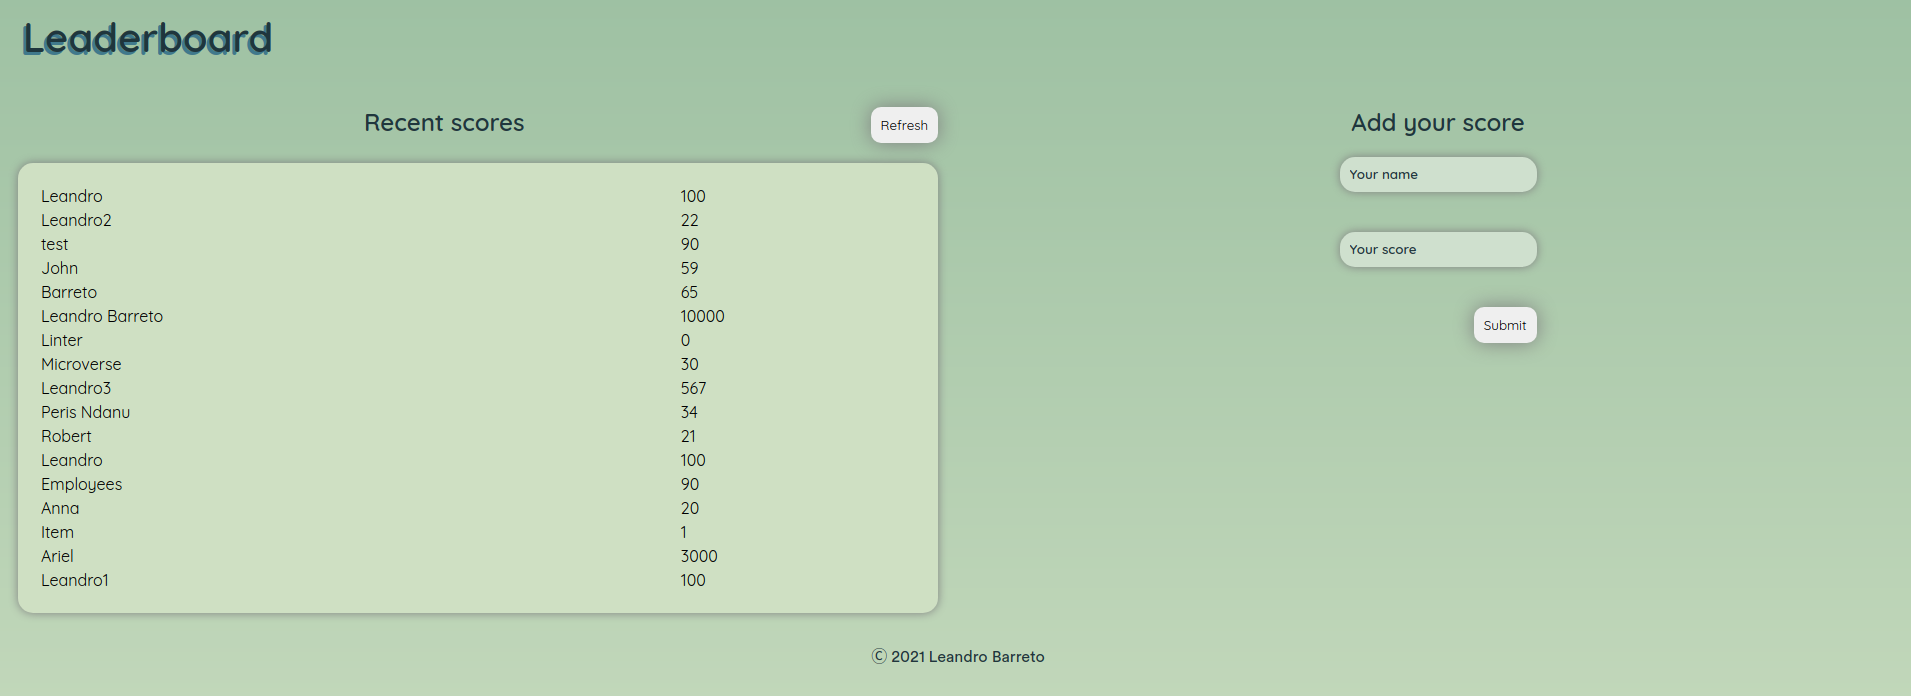 Leaderboard
Recent scores
Refresh
Leandro 100
Leandro2 22
test 90
John 59
Barreto 65
Leandro Barreto 10000
Linter 0
Microverse 30
Leandro3 567
Peris Ndanu 34
Robert 21
Leandro 100
Employees 90
Anna 20
Item 1
Ariel 3000
Leandro1 100
Add your score
Your name
Your score
Submit
Ⓒ 2021 Leandro Barreto